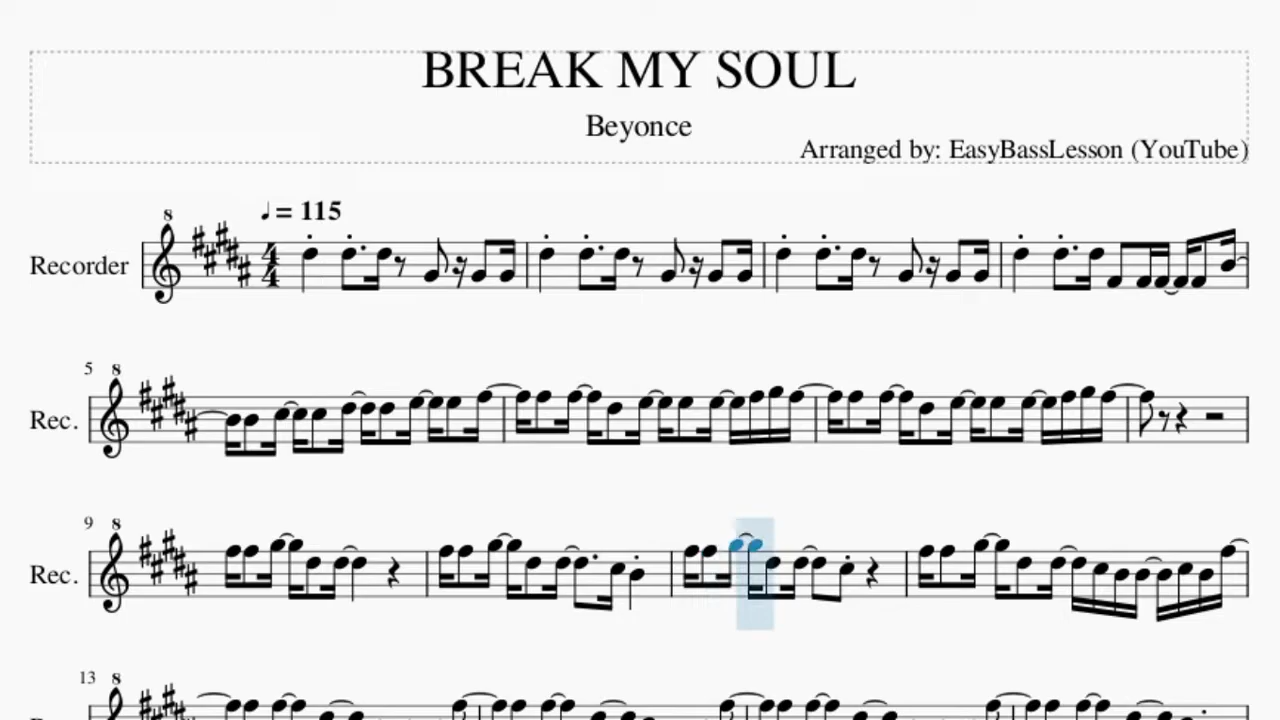 BREAK MY SOUL
Beyonce
Arranged by: EasyBassLesson (YouTube)
♩ = 115
8
Recorder
4
4
5
8
Rec.
9
8
Rec.
13
8